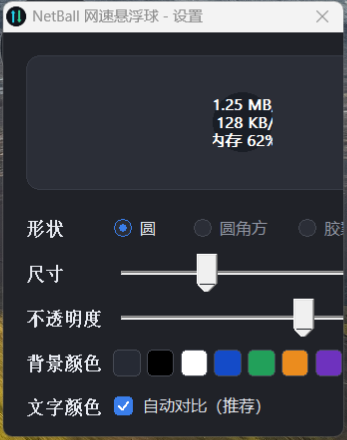 NetBall 网速悬浮球 - 设置
1.25 MB/
128 KB/
内存 62%
形状 圆 圆角方 胶
尺寸
不透明度
背景颜色
文字颜色 自动对比（推荐）